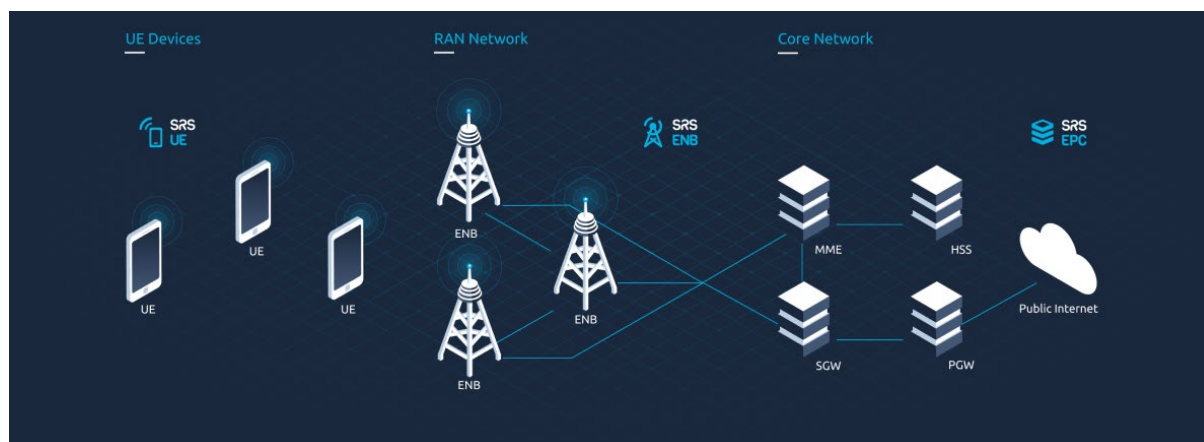 UE Devices
RAN Network
Core Network
SRS
UE
SRS
ENB
SRS
EPC
UE
UE
UE
ENB
ENB
ENB
MME
HSS
SGW
PGW
Public Internet